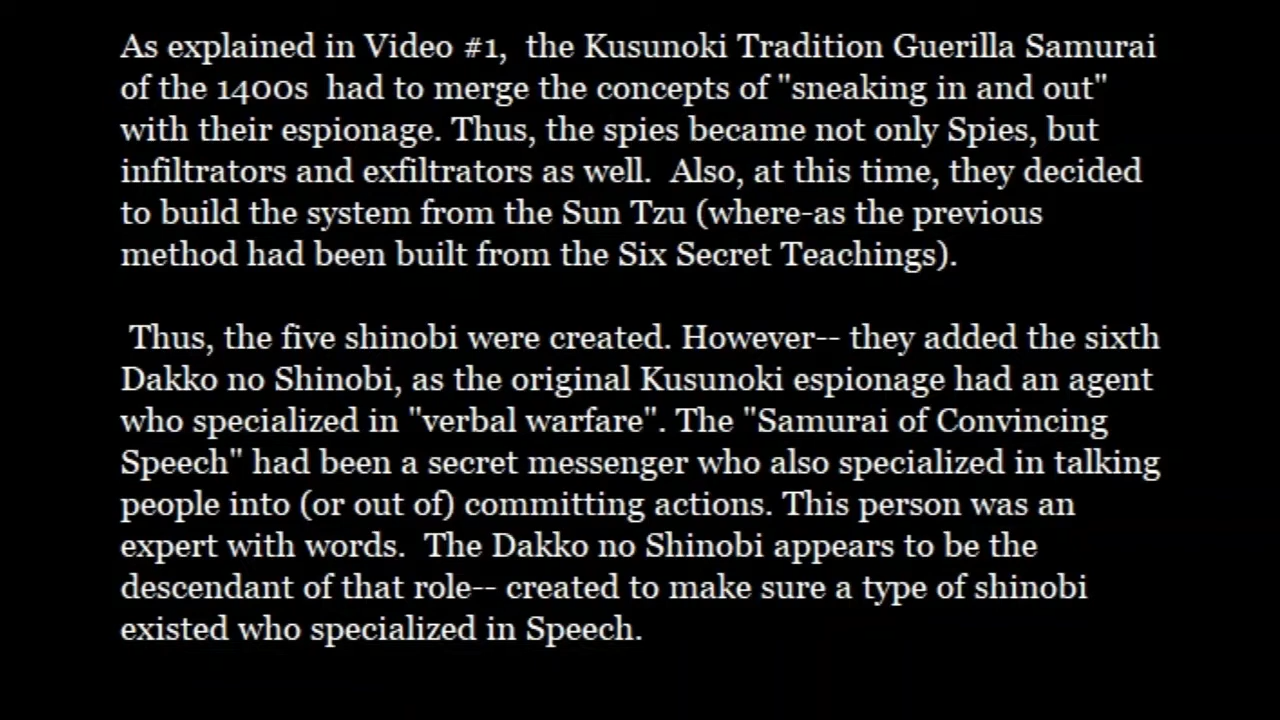 As explained in Video #1,  the Kusunoki Tradition Guerilla Samurai
of the 1400s  had to merge the concepts of "sneaking in and out"
with their espionage. Thus, the spies became not only Spies, but
infiltrators and exfiltrators as well.  Also, at this time, they decided
to build the system from the Sun Tzu (where-as the previous
method had been built from the Six Secret Teachings).

Thus, the five shinobi were created. However-- they added the sixth
Dakko no Shinobi, as the original Kusunoki espionage had an agent
who specialized in "verbal warfare". The "Samurai of Convincing
Speech" had been a secret messenger who also specialized in talking
people into (or out of) committing actions. This person was an
expert with words.  The Dakko no Shinobi appears to be the
descendant of that role-- created to make sure a type of shinobi
existed who specialized in Speech.